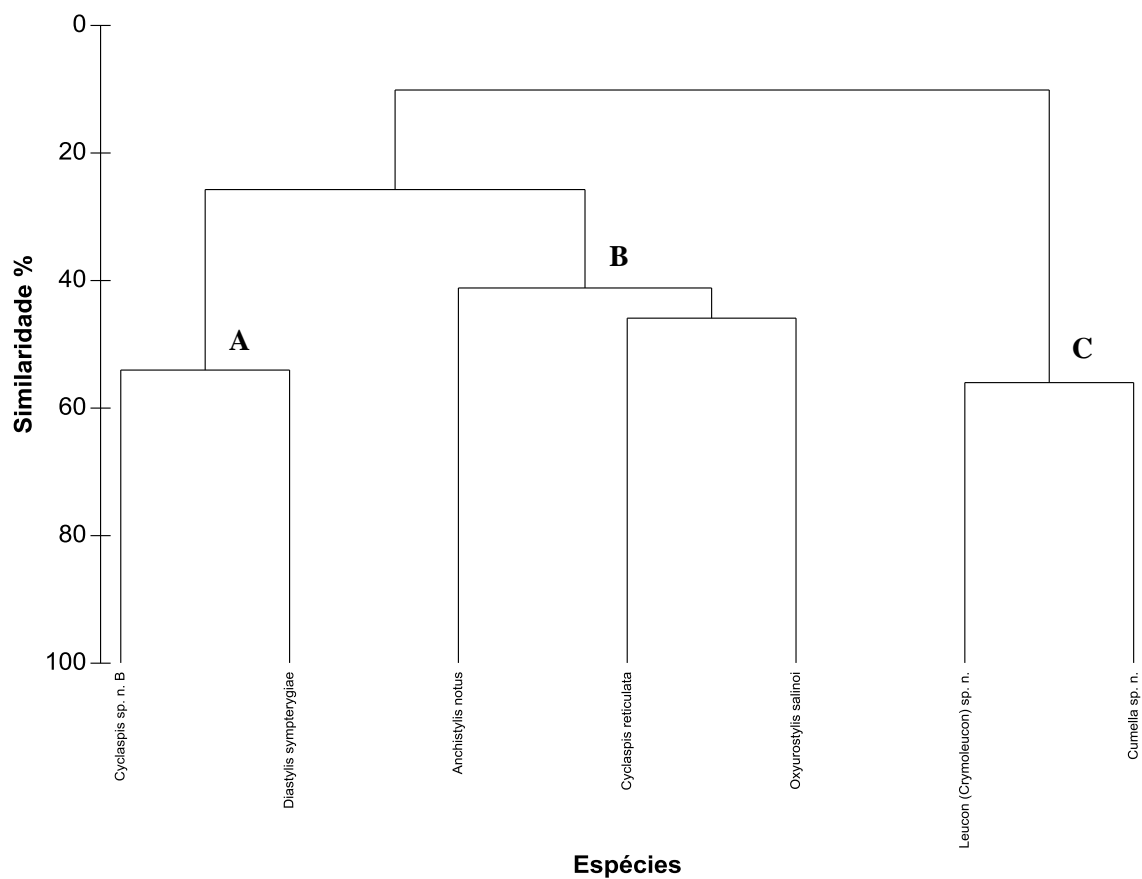 0
20
40
60
80
100
Similaridade %
A
B
C
Cyclaspis sp. n. B
Diastylis sympterygiae
Anchistylis notus
Cyclaspis reticulata
Oxyurostylis salinoi
Leucon (Crymoleucon) sp. n.
Cumella sp. n.
Espécies